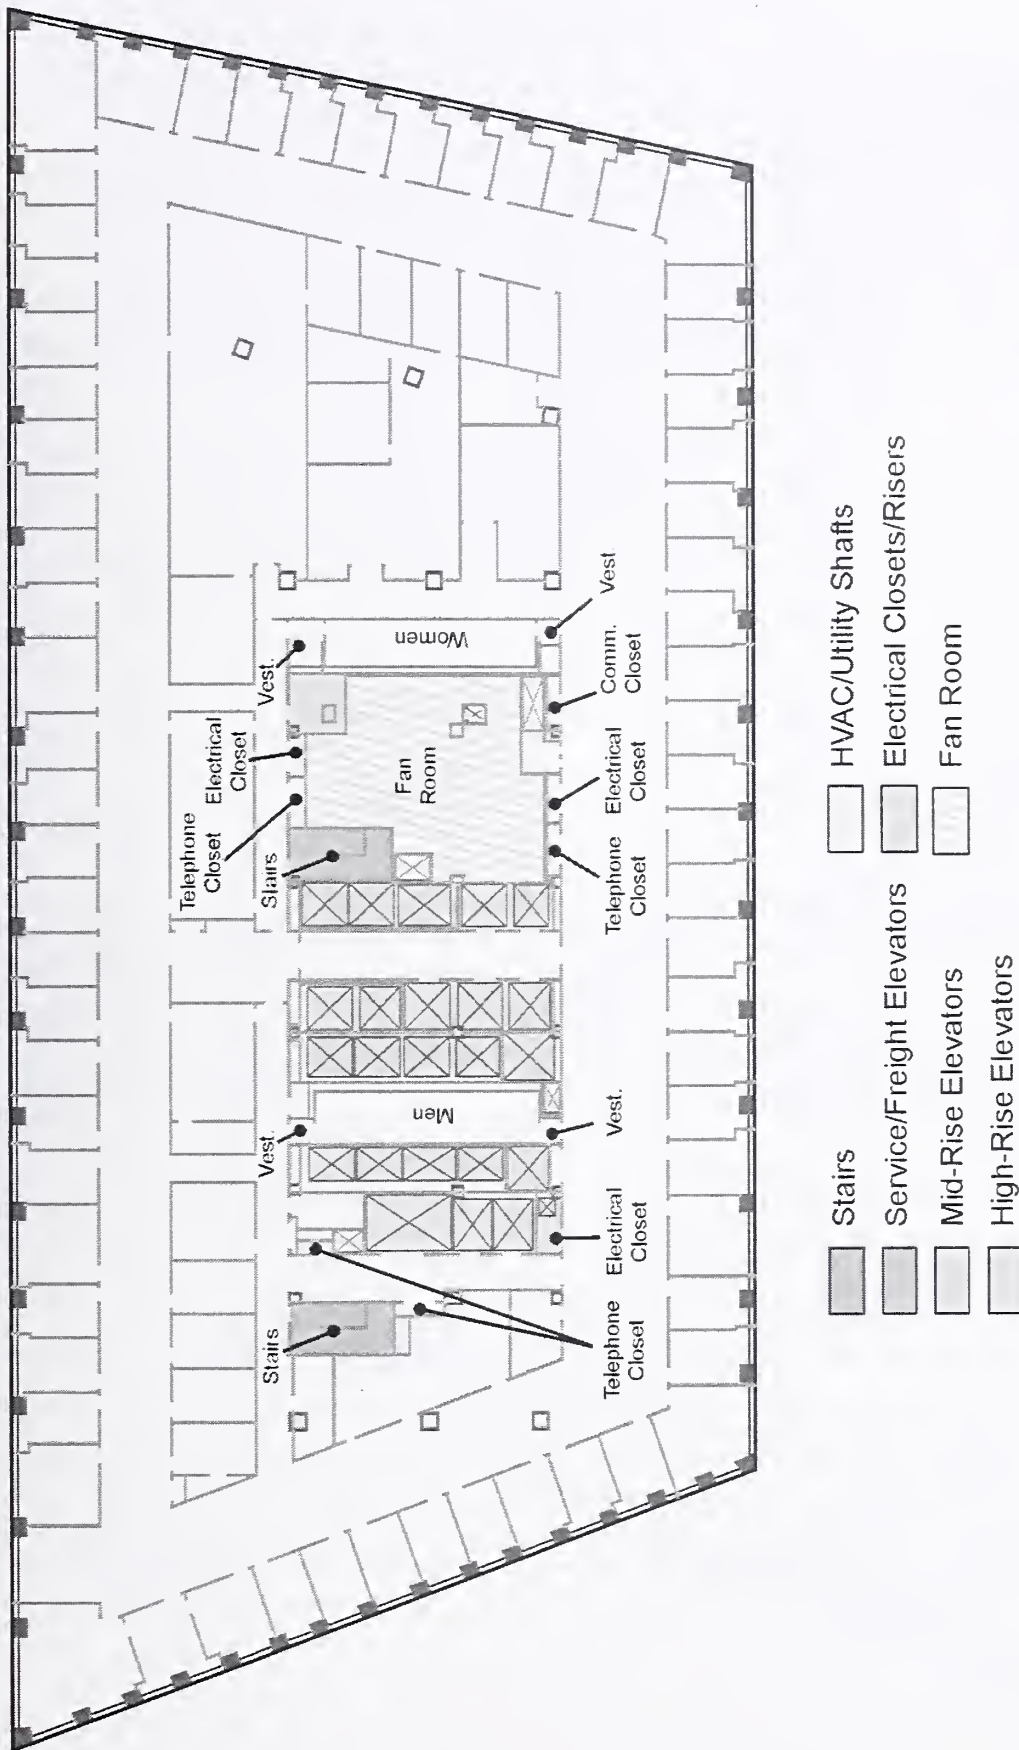 Vest.
Women
Vest.
Electrical
Closet
Telephone
Closet
Stairs
Fan
Room
Comm.
Closet
Electrical
Closet
Telephone
Closet
Vest.
Men
Vest.
Electrical
Closet
Stairs
Telephone
Closet
Stairs
Service/Freight Elevators
Mid-Rise Elevators
High-Rise Elevators
HVAC/Utility Shafts
Electrical Closets/Risers
Fan Room